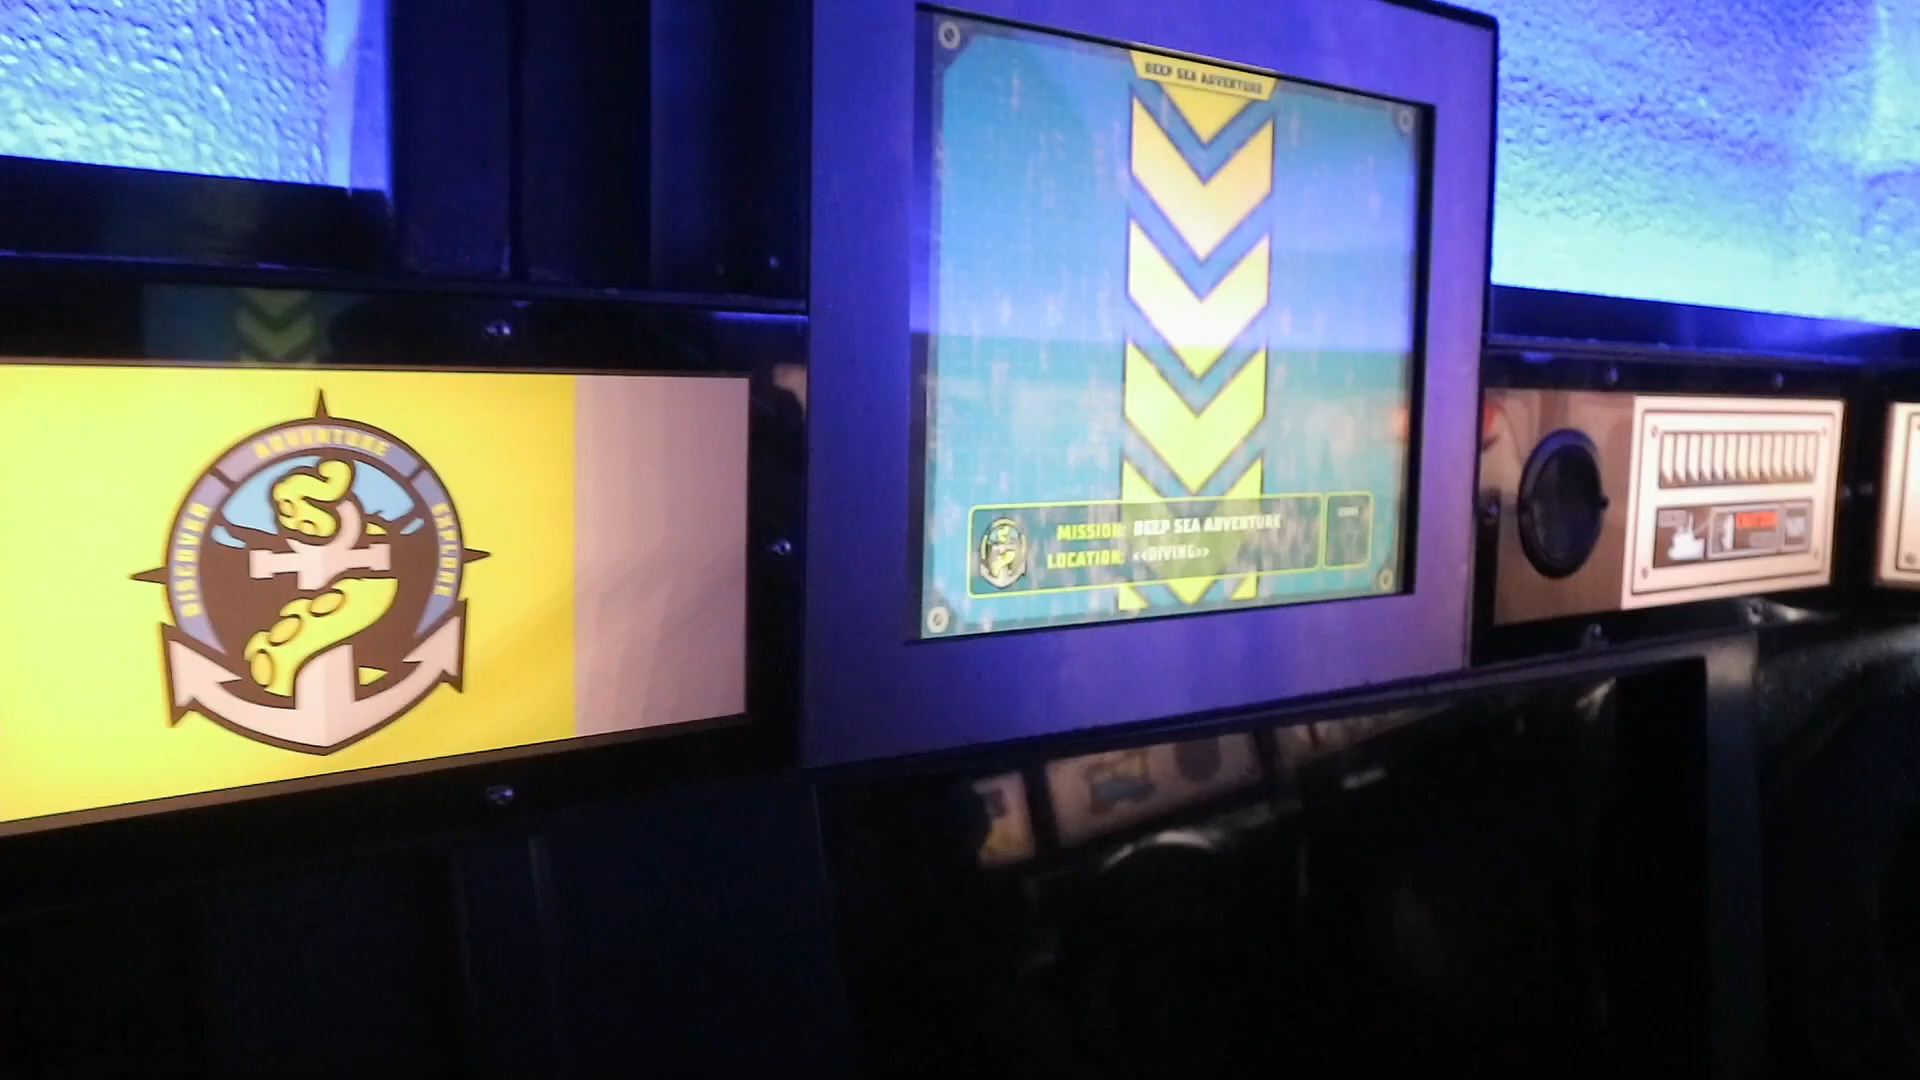 DISCOVER
ADVENTURE
EXPLORE
DEEP SEA ADVENTURE
MISSION: DEEP SEA ADVENTURE
LOCATION: <<DIVING>>